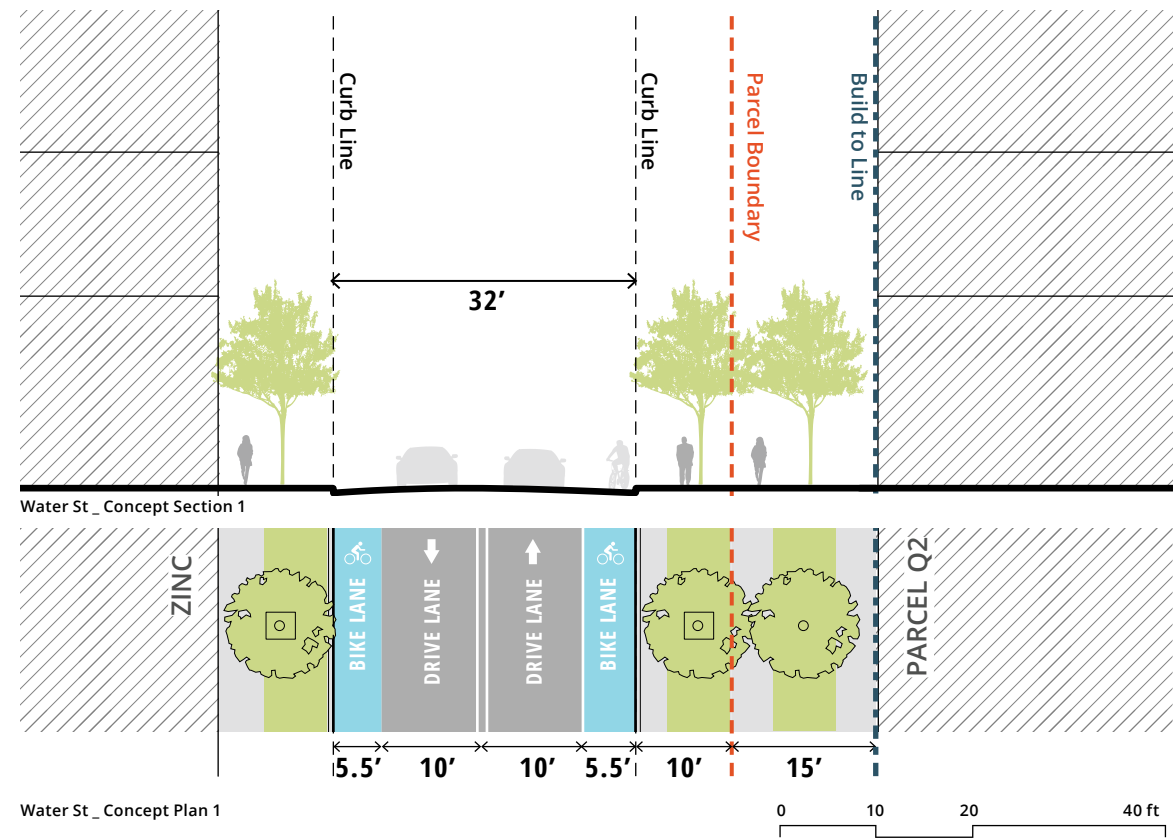 Curb Line
Curb Line
Parcel Boundary
Build to Line
32’
Water St _ Concept Section 1
ZINC
BIKE LANE
DRIVE LANE
DRIVE LANE
BIKE LANE
PARCEL Q2
5.5’ 10’ 10’ 5.5’ 10’ 15’
Water St _ Concept Plan 1
0 10 20 40 ft